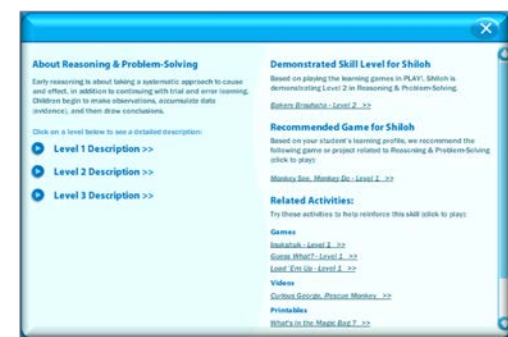 About Reasoning & Problem-Solving
Early reasoning is about taking a systematic approach to cause
and effect, in addition to continuing with trial and error learning.
Children begin to make observations, accumulate data
(evidence), and then draw conclusions.
Click on a level below to see a detailed description:
Level 1 Description >>
Level 2 Description >>
Level 3 Description >>
Demonstrated Skill Level for Shiloh
Based on playing the learning games in PLAY!, Shiloh is
demonstrating Level 2 in Reasoning & Problem-Solving.
Bakers Brouhaha - Level 2 >>
Recommended Game for Shiloh
Based on your student's learning profile, we recommend the
following game or project related to Reasoning & Problem-Solving
(click to play):
Monkey See, Monkey Do - Level 1 >>
Related Activities:
Try these activities to help reinforce this skill (click to play):
Games
- Level 1 >>
Guess What? - Level 1 >>
Load 'Em Up - Level 1 >>
Videos
Curious George, Rescue Monkey >>
Printables
What's in the Magic Bag? >>